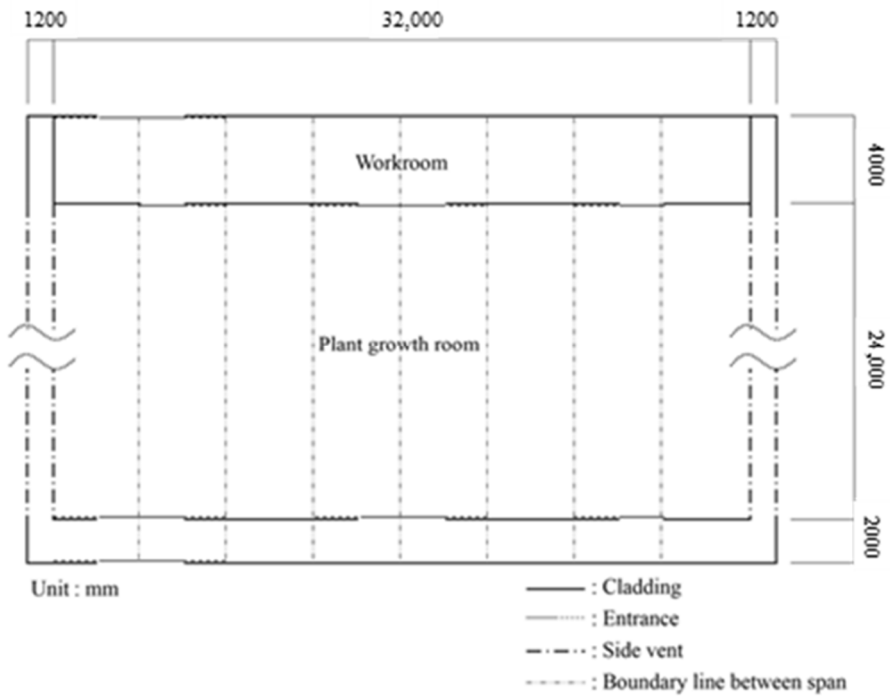 1200
32,000
1200
Workroom
4000
Plant growth room
24,000
2000
Unit : mm
: Cladding
: Entrance
: Side vent
: Boundary line between span